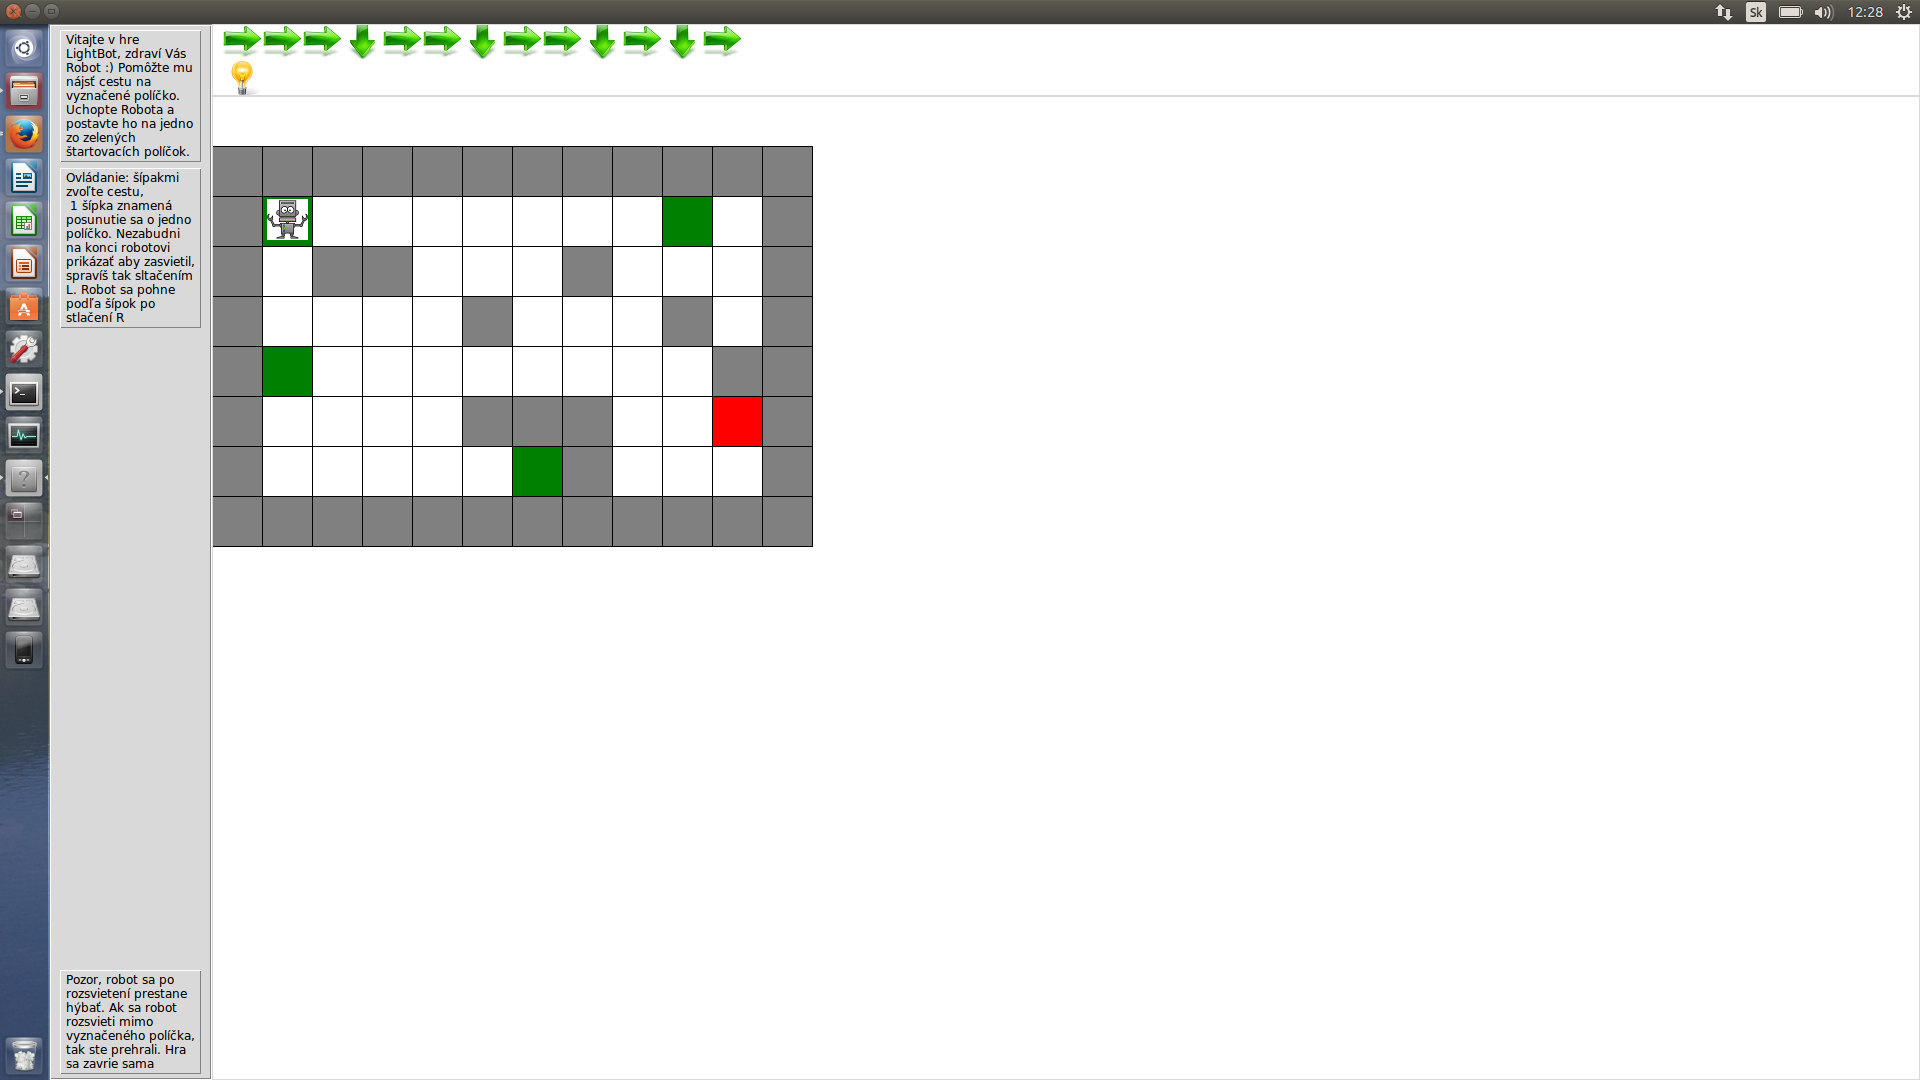 Sk
12:28
Vitajte v hre
LightBot, zdraví Vás
Robot :) Pomôžte mu
nájsť cestu na
vyznačené políčko.
Uchopte Robota a
postavte ho na jedno
zo zelených
štartovacích políčok.
Ovládanie: šípakmi
zvoľte cestu,
1 šípka znamená
posunutie sa o jedno
políčko. Nezabudni
na konci robotovi
prikázať aby zasvietil,
spravíš tak sltačením
L. Robot sa pohne
podľa šípok po
stlačení R
Pozor, robot sa po
rozsvietení prestane
hýbať. Ak sa robot
rozsvieti mimo
vyznačeného políčka,
tak ste prehrali. Hra
sa zavrie sama